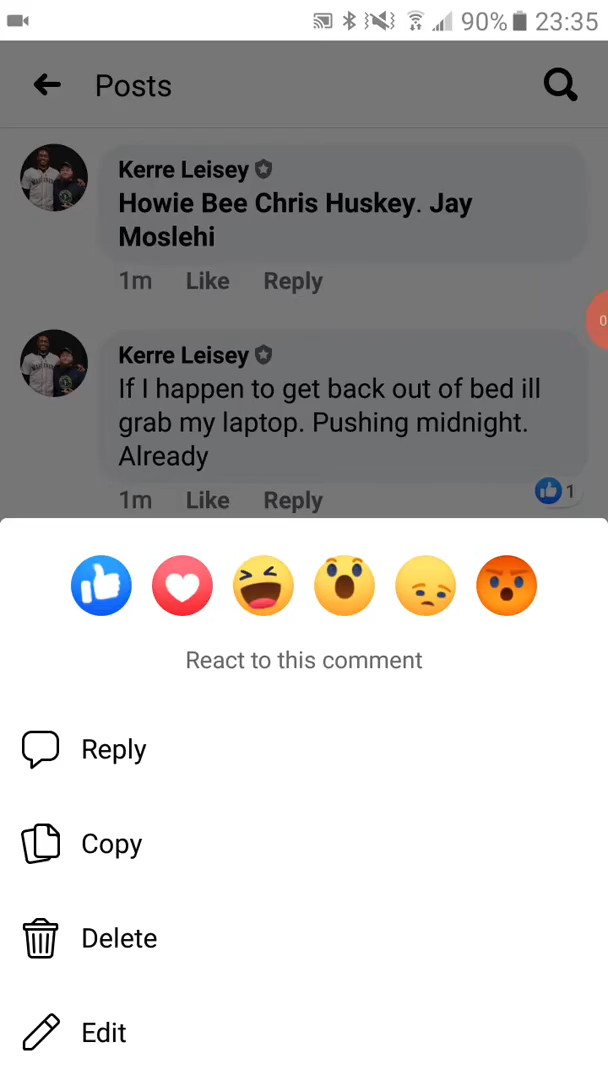 90% 23:35
Posts
Kerre Leisey
Howie Bee Chris Huskey. Jay
Moslehi
1m Like Reply
Kerre Leisey
If I happen to get back out of bed ill
grab my laptop. Pushing midnight.
Already
1m Like Reply 1
React to this comment
Reply
Copy
Delete
Edit
0